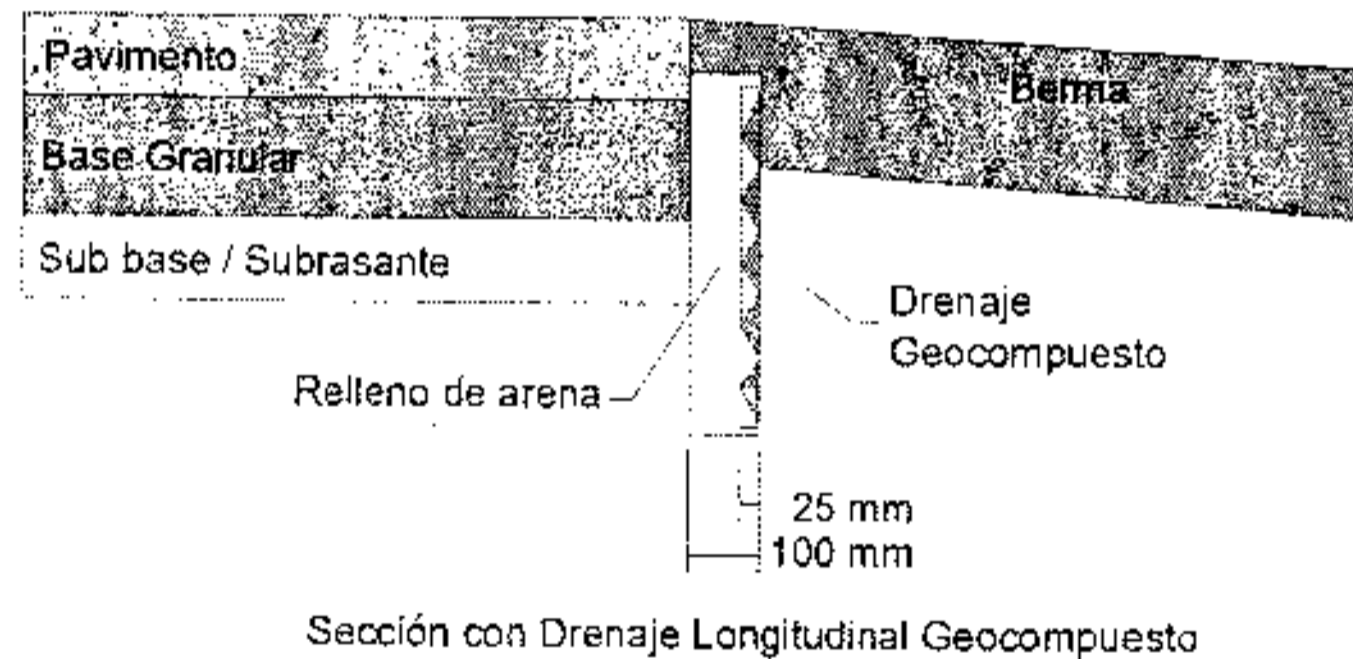 Pavimento
Berma
Base Granular
Sub base / Subrasante
Drenaje
Geocompuesto
Relleno de arena
25 mm
100 mm
Sección con Drenaje Longitudinal Geocompuesto